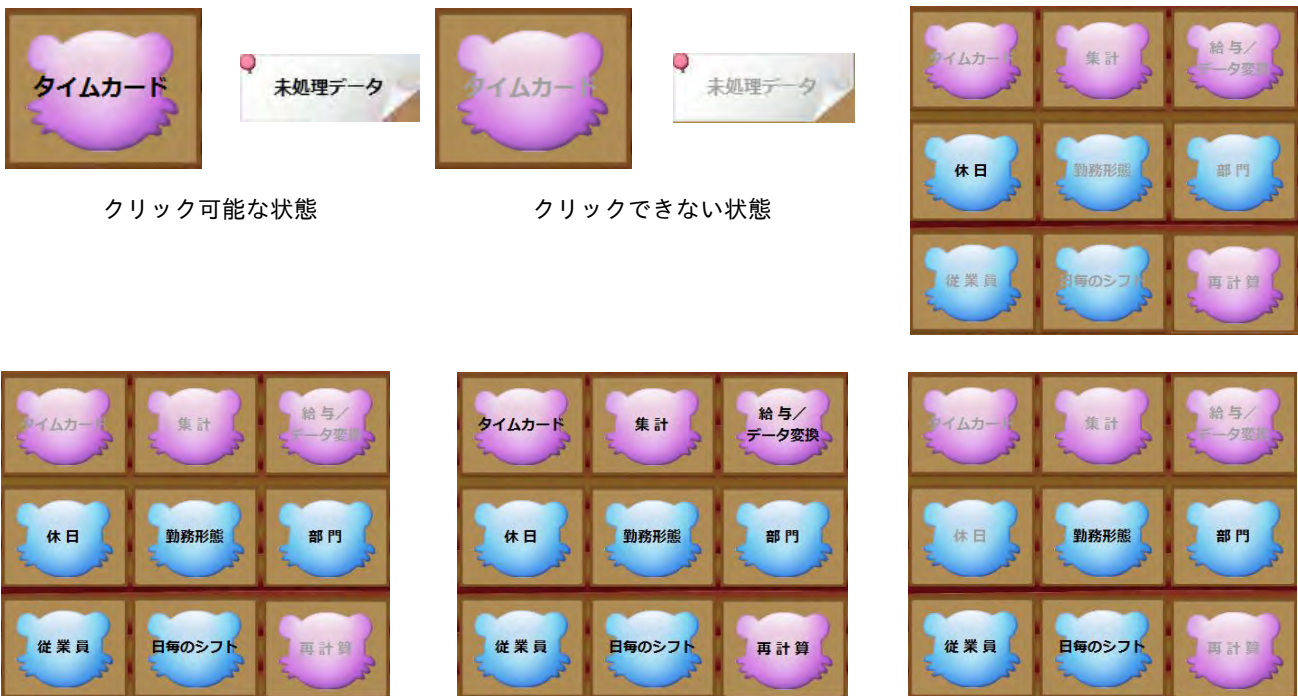 タイムカード
未処理データ
タイムカード
未処理データ
クリック可能な状態
クリックできない状態
タイムカード
集 計
給 与／
データ変換
休 日
勤務形態
部 門
従 業 員
日毎のシフト
再 計 算
タイムカード
集 計
給 与／
データ変換
休 日
勤務形態
部 門
従 業 員
日毎のシフト
再 計 算
タイムカード
集 計
給 与／
データ変換
休 日
勤務形態
部 門
従 業 員
日毎のシフト
再 計 算
タイムカード
集 計
給 与／
データ変換
休 日
勤務形態
部 門
従 業 員
日毎のシフト
再 計 算